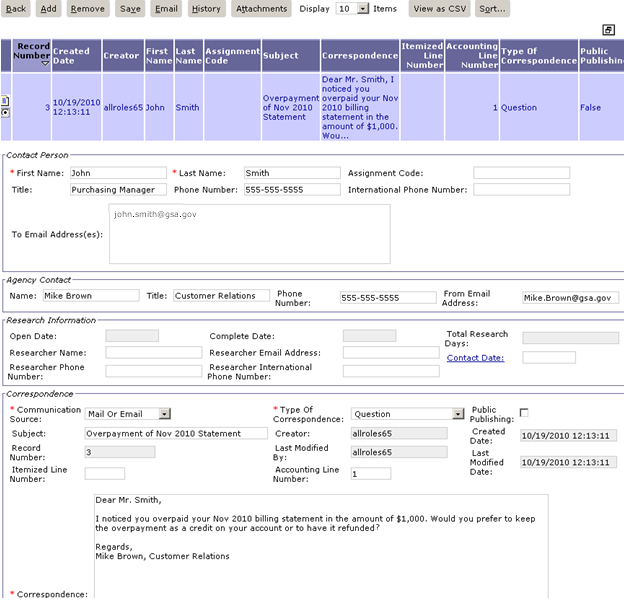 Back Add Remove Save Email History Attachments Display 10 Items View as CSV Sort...
Record Number Created Date Creator First Name Last Name Assignment Code Subject Correspondence Itemized Line Number Accounting Line Number Type Of Correspondence Public Publishin
3 10/19/2010 12:13:11 allroles65 John Smith Overpayment of Nov 2010 Statement Dear Mr. Smith, I noticed you overpaid your Nov 2010 billing statement in the amount of $1,000. Wou... 1 Question False
Contact Person
* First Name: John * Last Name: Smith Assignment Code:
Title: Purchasing Manager Phone Number: 555-555-5555 International Phone Number:
john.smith@gsa.gov
To Email Address(es):
Agency Contact
Name: Mike Brown Title: Customer Relations Phone Number: 555-555-5555 From Email Address: Mike.Brown@gsa.gov
Research Information
Open Date: Complete Date: Total Research Days:
Researcher Name: Researcher Email Address: Contact Date:
Researcher Phone Number: Researcher International Phone Number:
Correspondence
* Communication Source: Mail Or Email * Type Of Correspondence: Question Public Publishing:
Subject: Overpayment of Nov 2010 Statement Creator: allroles65 Created Date: 10/19/2010 12:13:11
Record Number: 3 Last Modified By: allroles65 Last Modified Date: 10/19/2010 12:13:11
Itemized Line Number: Accounting Line Number: 1
Dear Mr. Smith,
I noticed you overpaid your Nov 2010 billing statement in the amount of $1,000. Would you prefer to keep
the overpayment as a credit on your account or to have it refunded?
Regards,
Mike Brown, Customer Relations
* Correspondence: